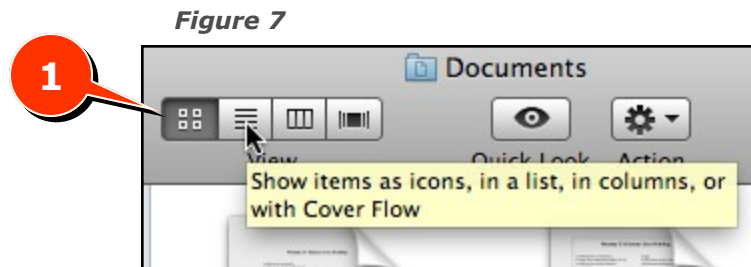 Figure 7
1
Documents
View
Quick Look
Action
Show items as icons, in a list, in columns, or
with Cover Flow